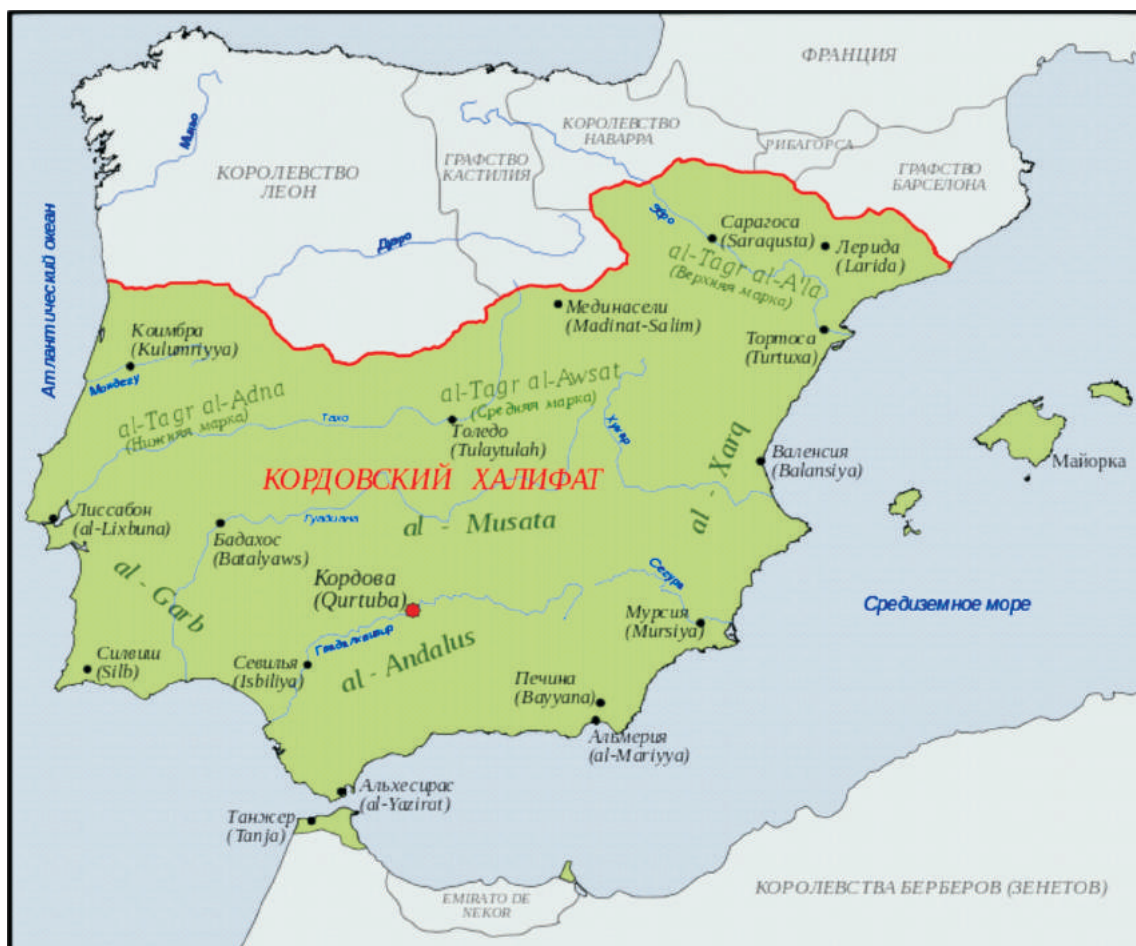 ФРАНЦИЯ
КОРОЛЕВСТВО
НАВАРРА
РИБАГОРСА
ГРАФСТВО
БАРСЕЛОНА
ГРАФСТВО
КАСТИЛИЯ
КОРОЛЕВСТВО
ЛЕОН
Миньо
Дуэро
Эбро
Атлантический океан
Сарагоса
(Saraqusta)
Лерида
(Larida)
al-Tagr al-A'la
(Верхняя марка)
Мединасели
(Madinat-Salim)
Тортоса
(Turtuxa)
Коимбра
(Kulumriyya)
Мондегу
al-Tagr al-Adna
(Нижняя марка)
al-Tagr al-Awsat
(Средняя марка)
Тахо
Толедо
(Tulaytulah)
Хукар
al - Xarq
Валенсия
(Balansiya)
Майорка
КОРДОВСКИЙ ХАЛИФАТ
Лиссабон
(al-Lixbuna)
Бадахос
(Batalyaws)
Гуадиана
al - Musata
al - Garb
Кордова
(Qurtuba)
Сегура
Средиземное море
Мурсия
(Mursiya)
Силвиш
(Silb)
Севилья
(Isbiliya)
Гвадалквивир
al - Andalus
Печина
(Bayyana)
Альмерия
(al-Mariyya)
Альхесирас
(al-Yazirat)
Танжер
(Tanja)
EMIRATO DE
NEKOR
КОРОЛЕВСТВА БЕРБЕРОВ (ЗЕНЕТОВ)